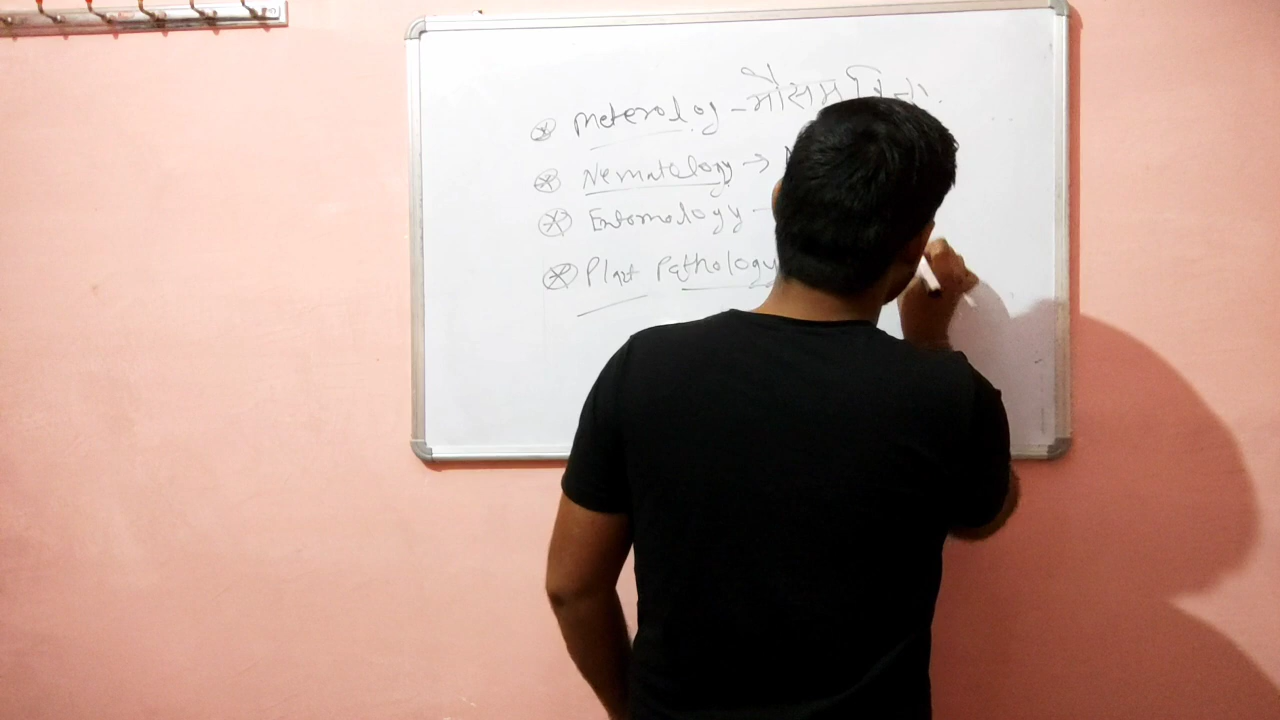 ⊛ Meterology - मौसम
⊛ Nematology →
⊛ Entomology -
⊛ Plant Pathology